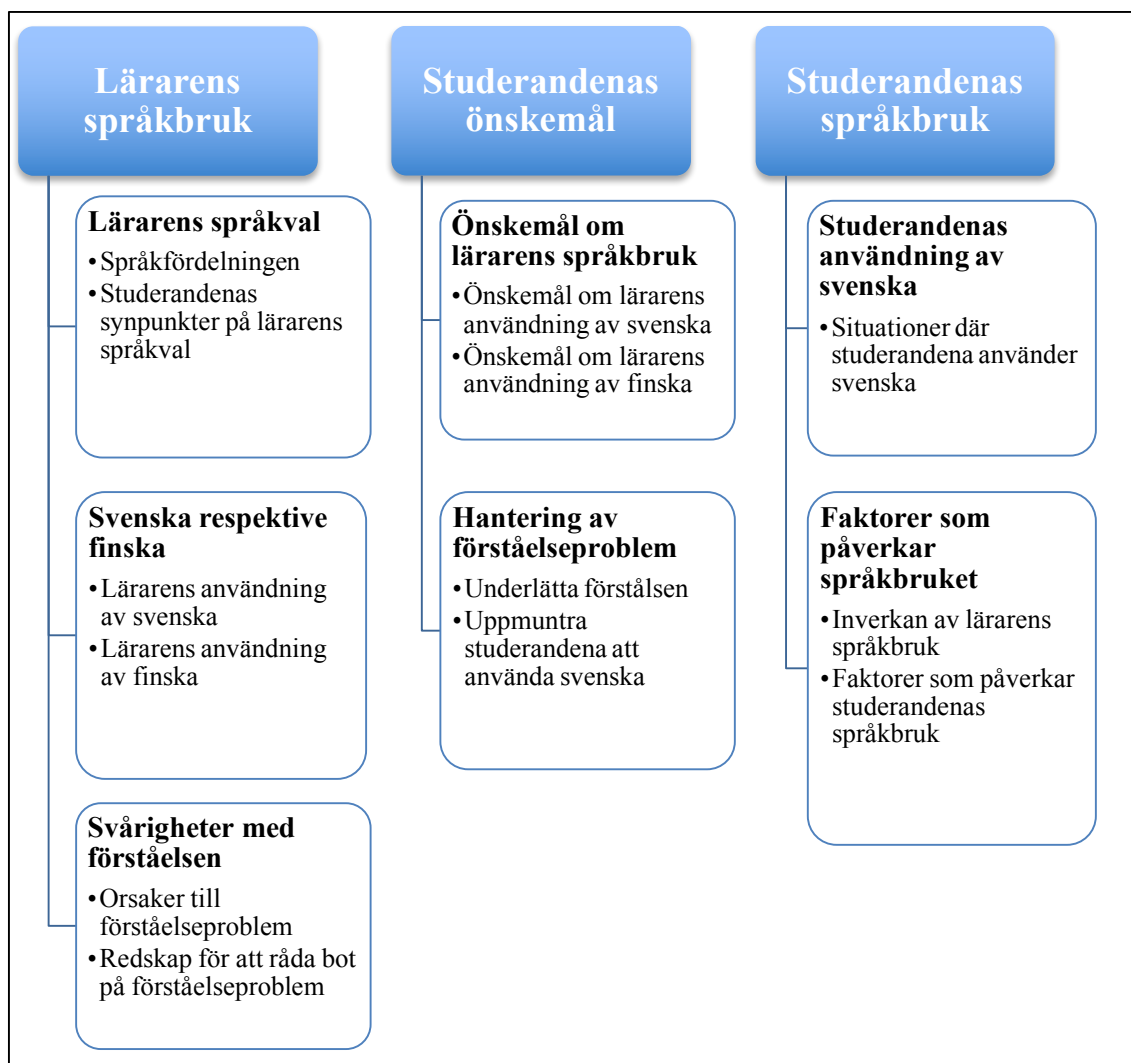 Lärarens
språkbruk
Lärarens språkval
•Språkfördelningen
•Studerandenas
synpunkter på lärarens
språkval
Svenska respektive
finska
•Lärarens användning
av svenska
•Lärarens användning
av finska
Svårigheter med
förståelsen
•Orsaker till
förståelseproblem
•Redskap för att råda bot
på förståelseproblem
Studerandenas
önskemål
Önskemål om
lärarens språkbruk
•Önskemål om lärarens
användning av svenska
•Önskemål om lärarens
användning av finska
Hantering av
förståelseproblem
•Underlätta förstålsen
•Uppmuntra
studerandena att
använda svenska
Studerandenas
språkbruk
Studerandenas
användning av
svenska
•Situationer där
studerandena använder
svenska
Faktorer som
påverkar
språkbruket
•Inverkan av lärarens
språkbruk
•Faktorer som påverkar
studerandenas
språkbruk